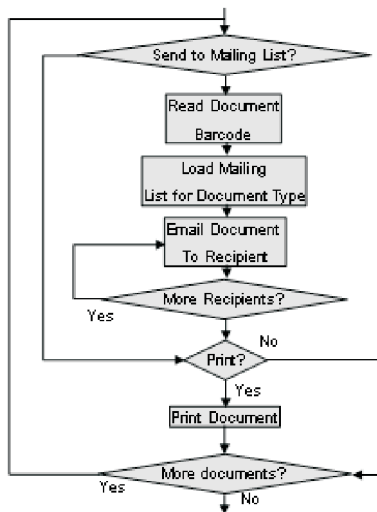 Send to Mailing List?
Read Document
Barcode
Load Mailing
List for Document Type
Email Document
To Recipient
More Recipients?
Yes
No
Print?
Yes
Print Document
More documents?
Yes
No